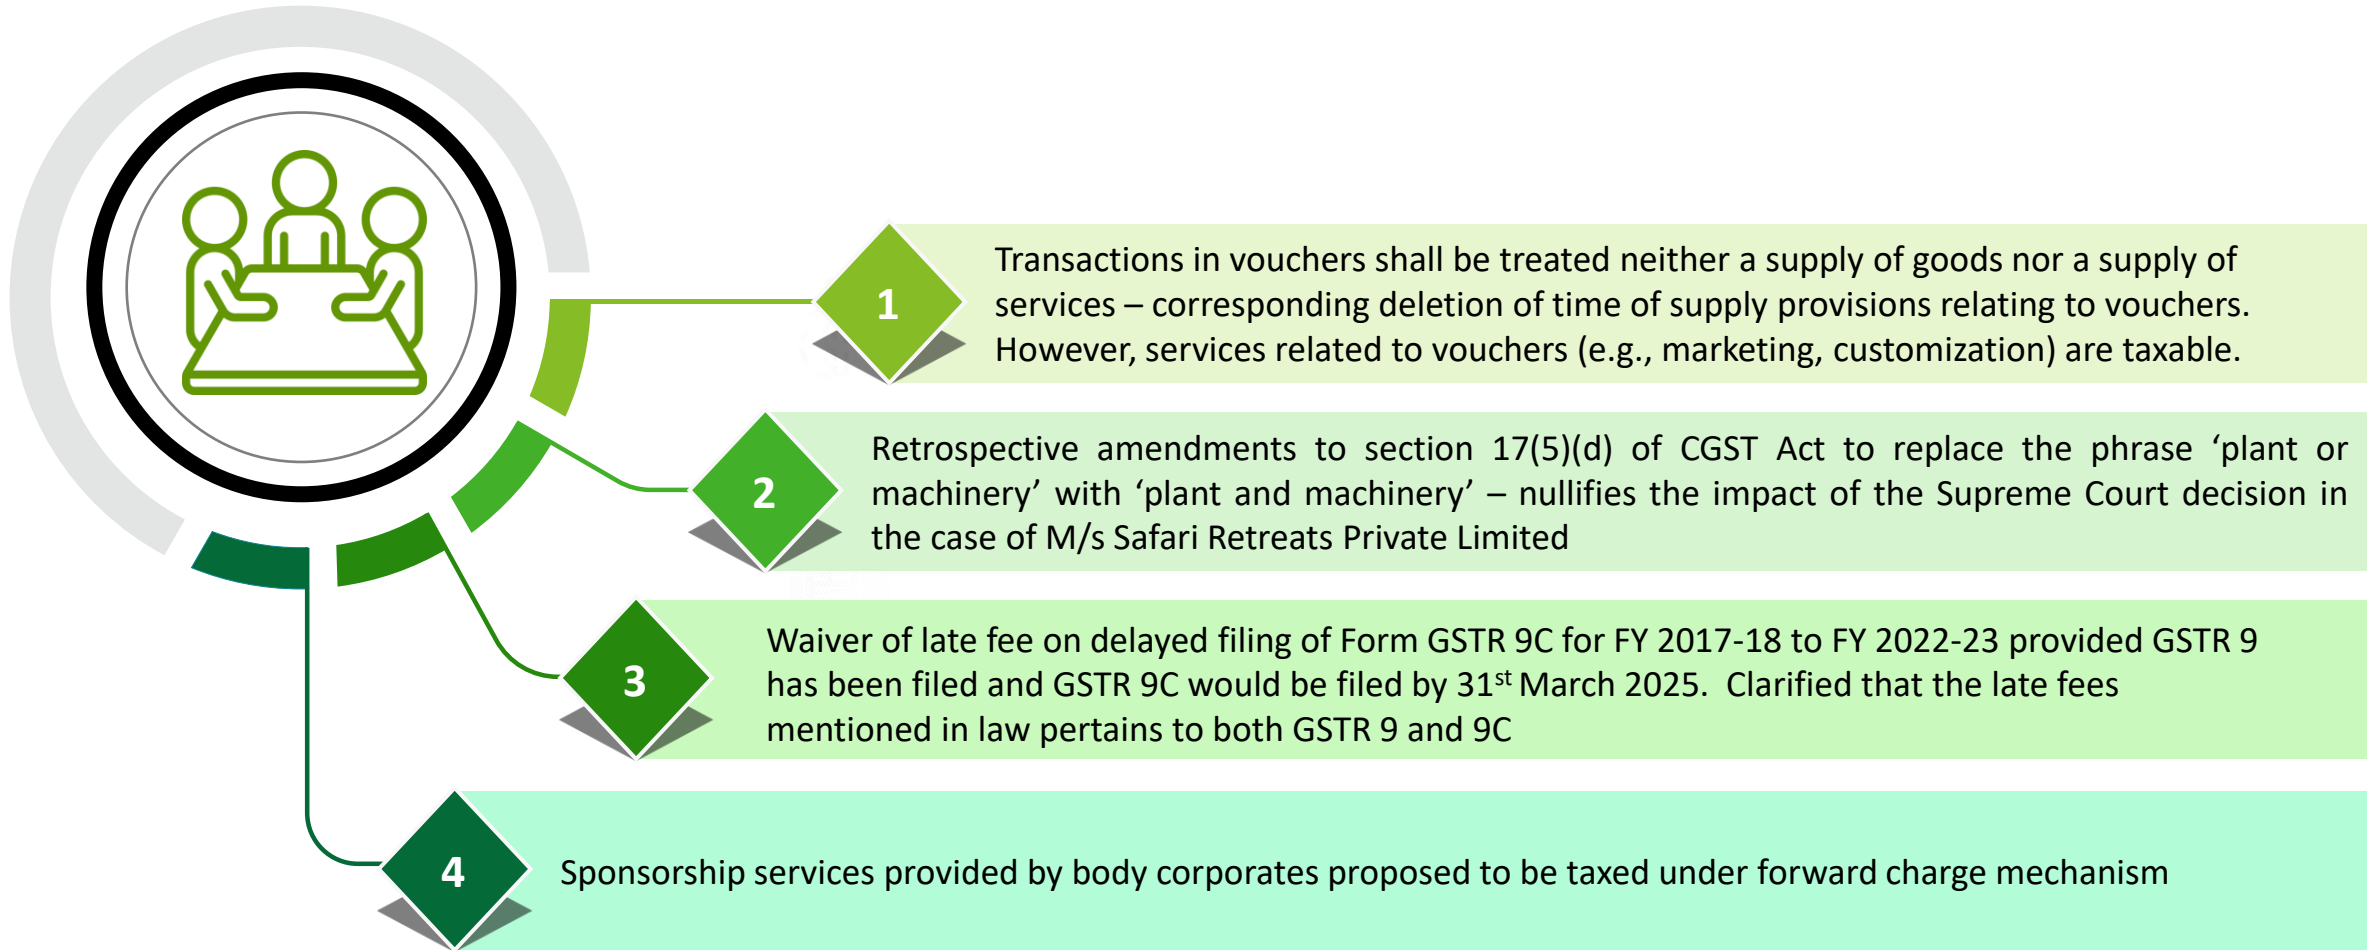 1
Transactions in vouchers shall be treated neither a supply of goods nor a supply of
services – corresponding deletion of time of supply provisions relating to vouchers.
However, services related to vouchers (e.g., marketing, customization) are taxable.
2
Retrospective amendments to section 17(5)(d) of CGST Act to replace the phrase ‘plant or
machinery’ with ‘plant and machinery’ – nullifies the impact of the Supreme Court decision in
the case of M/s Safari Retreats Private Limited
3
Waiver of late fee on delayed filing of Form GSTR 9C for FY 2017-18 to FY 2022-23 provided GSTR 9
has been filed and GSTR 9C would be filed by 31st March 2025. Clarified that the late fees
mentioned in law pertains to both GSTR 9 and 9C
4
Sponsorship services provided by body corporates proposed to be taxed under forward charge mechanism